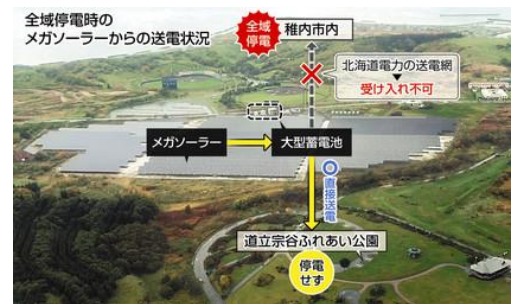 全域停電時の
メガソーラーからの送電状況
全域
停電
稚内市内
北海道電力の送電網
受け入れ不可
メガソーラー
大型蓄電池
直接送電
道立宗谷ふれあい公園
停電
せず